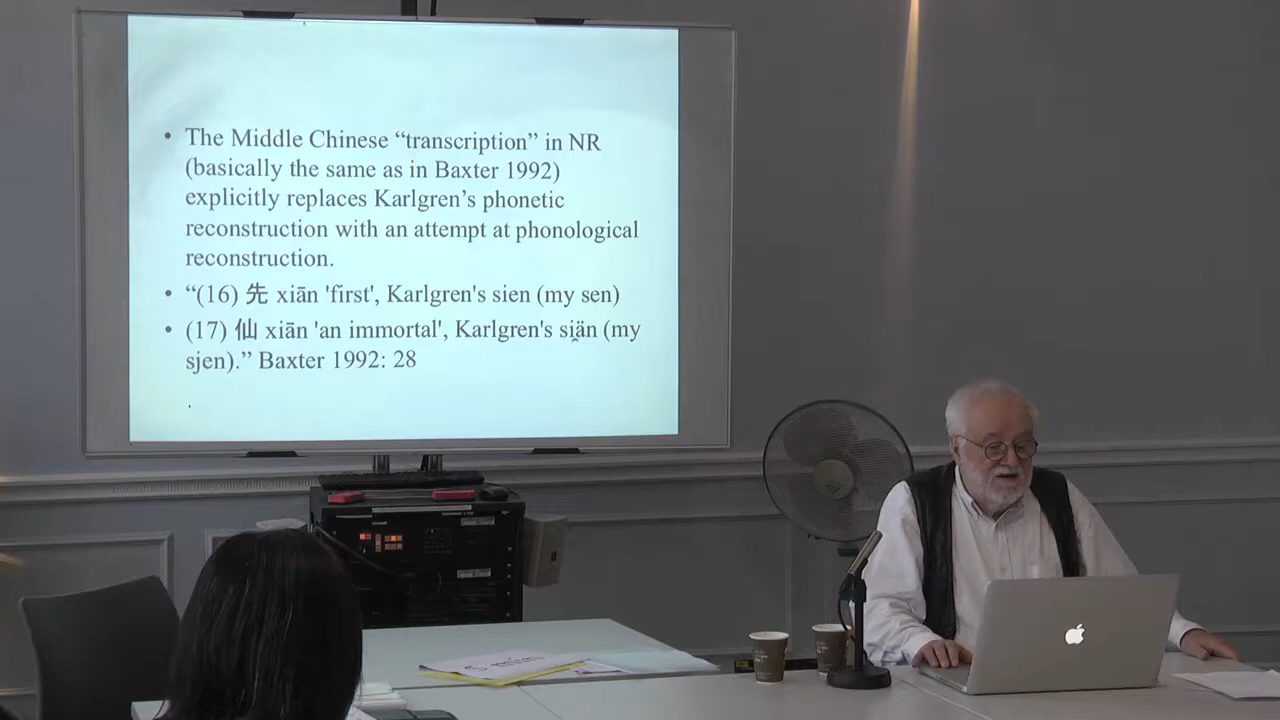 • The Middle Chinese “transcription” in NR
(basically the same as in Baxter 1992)
explicitly replaces Karlgren’s phonetic
reconstruction with an attempt at phonological
reconstruction.
• “(16) 先 xiān 'first', Karlgren's sien (my sen)
• (17) 仙 xiān 'an immortal', Karlgren's si̯än (my
sjen).” Baxter 1992: 28